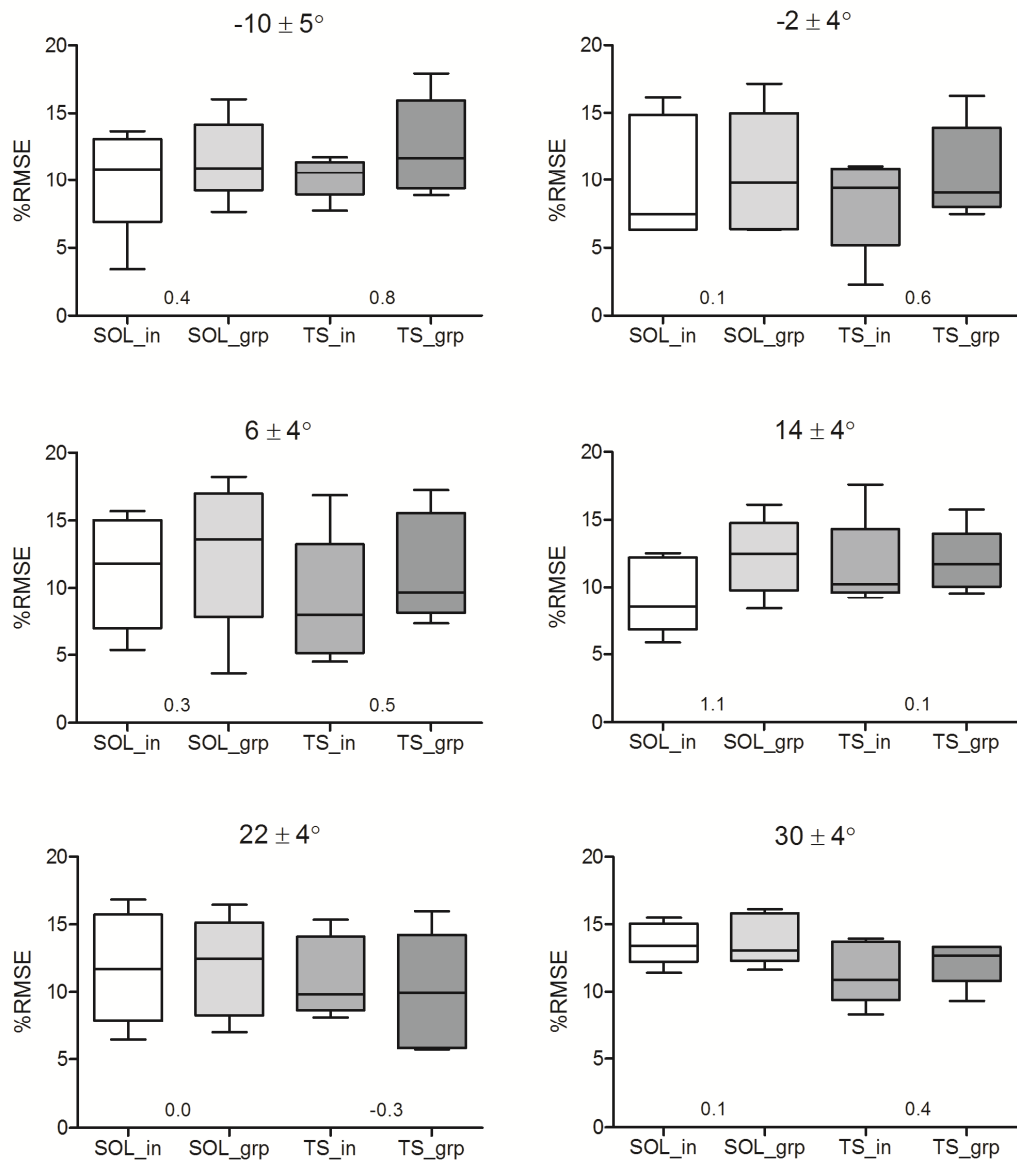 -10 ± 5°
%RMSE
20
15
10
5
0
0.4
0.8
SOL_in
SOL_grp
TS_in
TS_grp
-2 ± 4°
%RMSE
20
15
10
5
0
0.1
0.6
SOL_in
SOL_grp
TS_in
TS_grp
6 ± 4°
%RMSE
20
15
10
5
0
0.3
0.5
SOL_in
SOL_grp
TS_in
TS_grp
14 ± 4°
%RMSE
20
15
10
5
0
1.1
0.1
SOL_in
SOL_grp
TS_in
TS_grp
22 ± 4°
%RMSE
20
15
10
5
0
0.0
-0.3
SOL_in
SOL_grp
TS_in
TS_grp
30 ± 4°
%RMSE
20
15
10
5
0
0.1
0.4
SOL_in
SOL_grp
TS_in
TS_grp